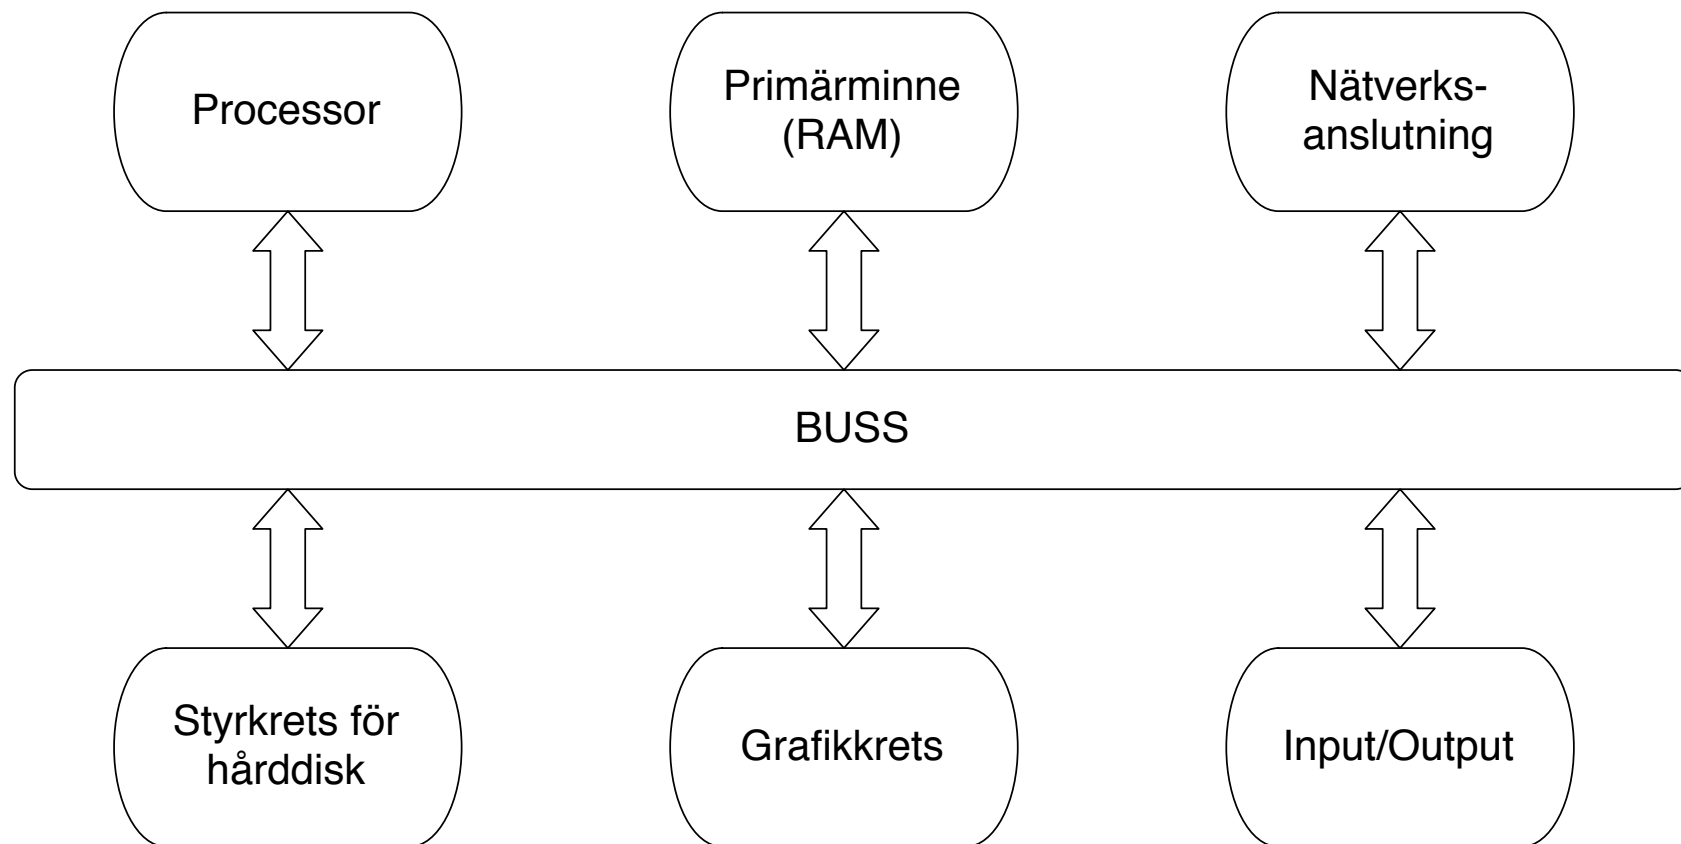 Processor
Primärminne
(RAM)
Nätverks-
anslutning
BUSS
Styrkrets för
hårddisk
Grafikkrets
Input/Output